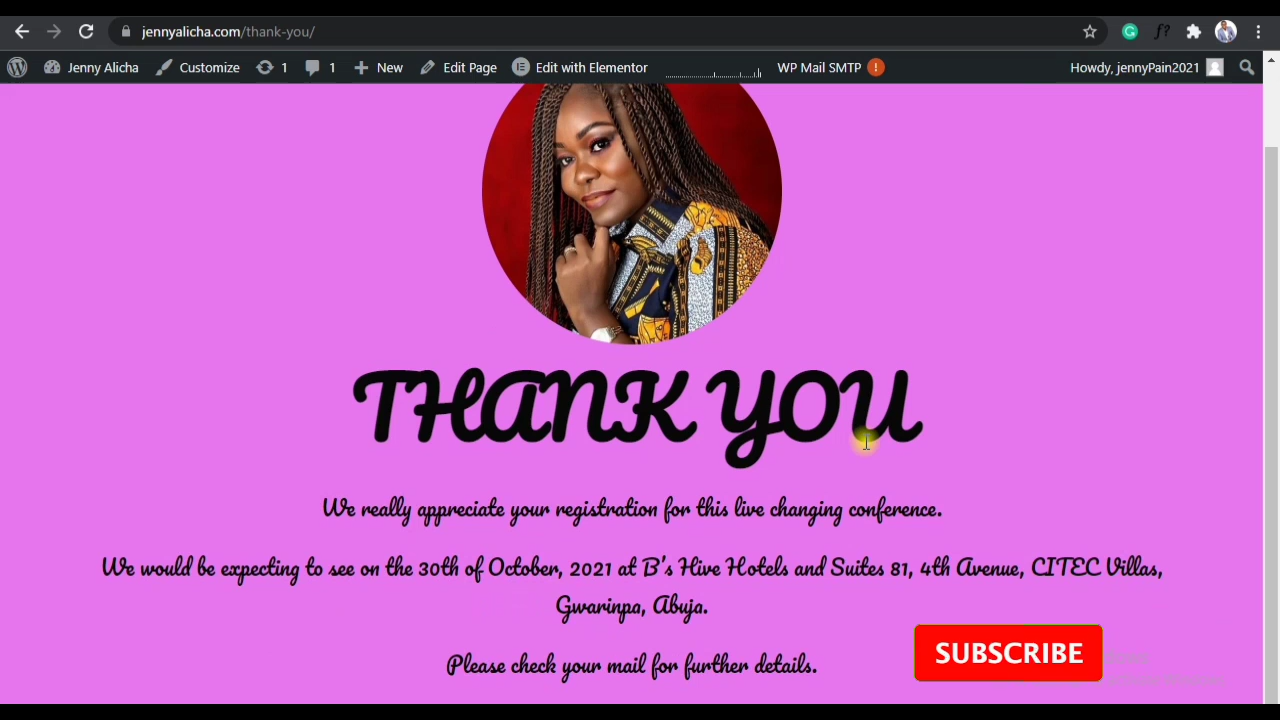 jennyalicha.com/thank-you/
Jenny Alicha Customize 1 1 New Edit Page Edit with Elementor WP Mail SMTP ! Howdy, jennyPain2021
THANK YOU
We really appreciate your registration for this live changing conference.
We would be expecting to see on the 30th of October, 2021 at B's Hive Hotels and Suites 81, 4th Avenue, CITEC Villas,
Gwarinpa, Abuja.
Please check your mail for further details.
SUBSCRIBE